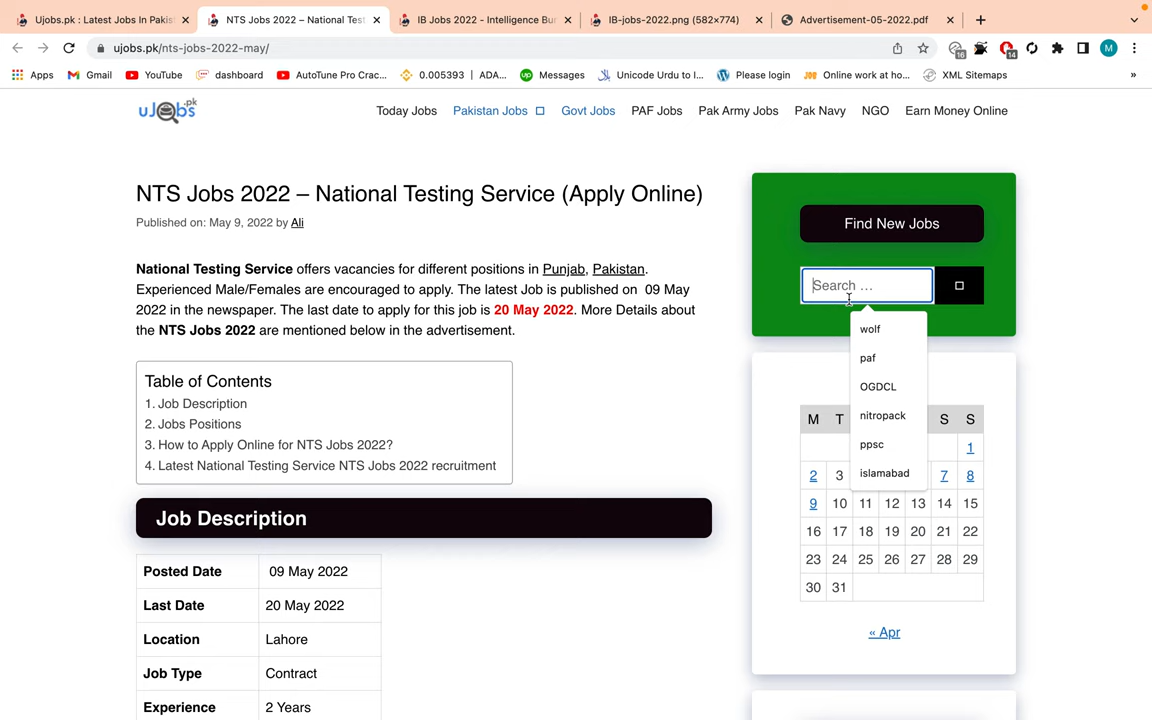 Ujobs.pk : Latest Jobs In Pakis
NTS Jobs 2022 – National Test
IB Jobs 2022 - Intelligence Bur
IB-jobs-2022.png (582×774)
Advertisement-05-2022.pdf
ujobs.pk/nts-jobs-2022-may/
16
14
M
Apps
Gmail
YouTube
dashboard
AutoTune Pro Crac...
0.005393 | ADA...
Messages
Unicode Urdu to I...
Please login
Online work at ho...
XML Sitemaps
»
uJobs.pk
Today Jobs
Pakistan Jobs
Govt Jobs
PAF Jobs
Pak Army Jobs
Pak Navy
NGO
Earn Money Online
NTS Jobs 2022 – National Testing Service (Apply Online)
Published on: May 9, 2022 by Ali
National Testing Service offers vacancies for different positions in Punjab, Pakistan.
Experienced Male/Females are encouraged to apply. The latest Job is published on 09 May
2022 in the newspaper. The last date to apply for this job is 20 May 2022. More Details about
the NTS Jobs 2022 are mentioned below in the advertisement.
Table of Contents
1. Job Description
2. Jobs Positions
3. How to Apply Online for NTS Jobs 2022?
4. Latest National Testing Service NTS Jobs 2022 recruitment
Job Description
Posted Date 09 May 2022
Last Date 20 May 2022
Location Lahore
Job Type Contract
Experience 2 Years
Find New Jobs
Search ...
wolf
paf
OGDCL
nitropack
ppsc
islamabad
M T S S
1
2 3 7 8
9 10 11 12 13 14 15
16 17 18 19 20 21 22
23 24 25 26 27 28 29
30 31
« Apr